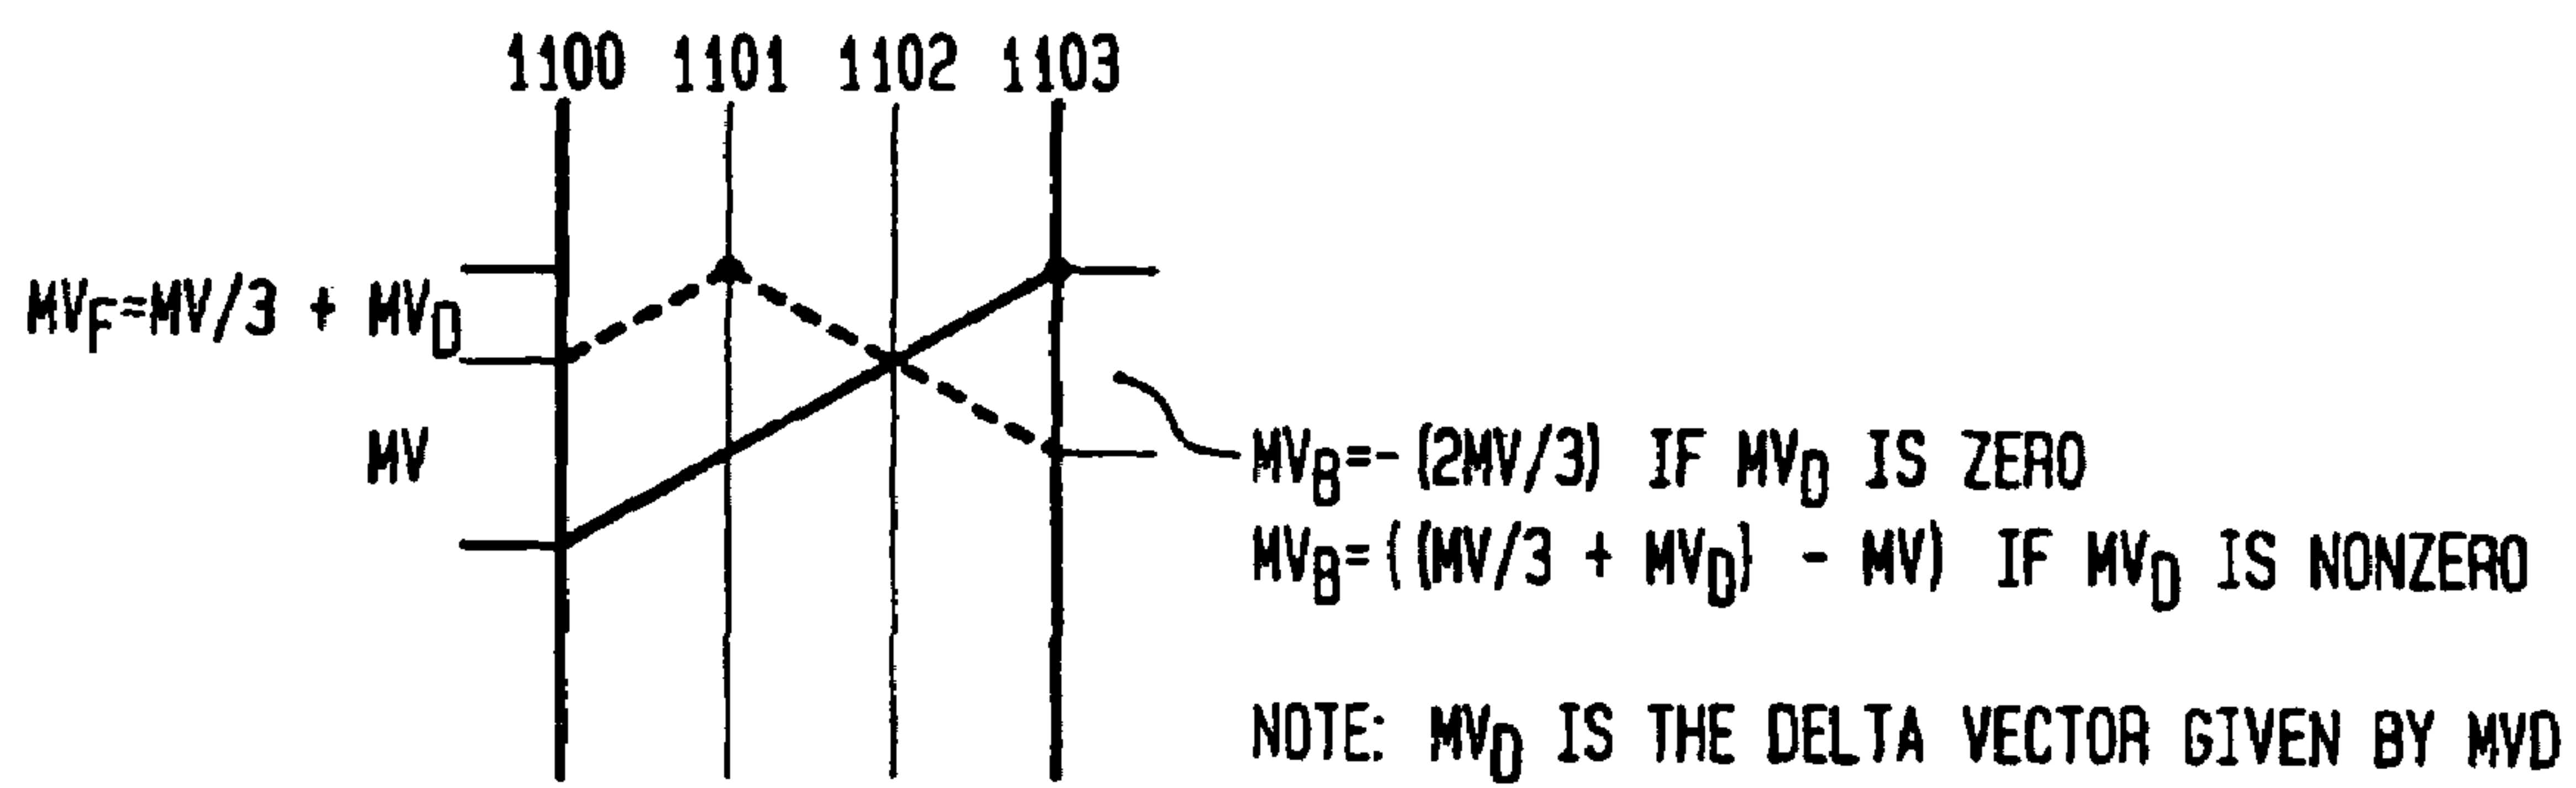 1100 1101 1102 1103
MVF=MV/3 + MVD
MV
MVB=-(2MV/3) IF MVD IS ZERO
MVB=((MV/3 + MVD) - MV) IF MVD IS NONZERO
NOTE: MVD IS THE DELTA VECTOR GIVEN BY MVD